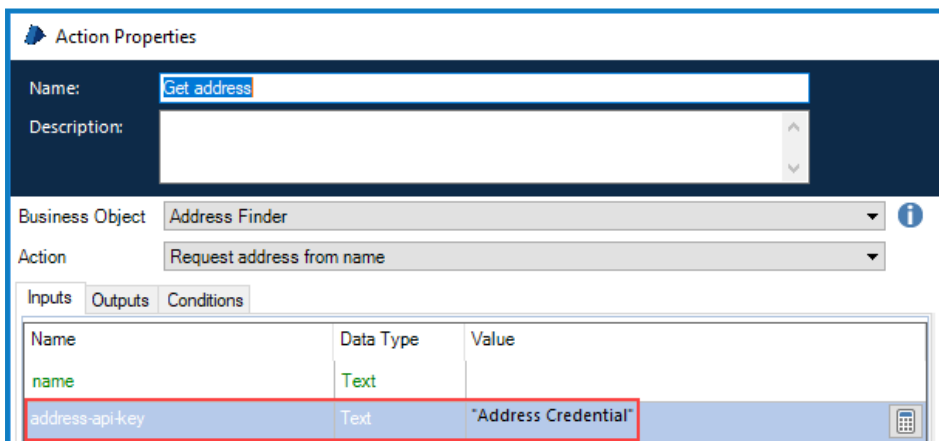 Action Properties
Name: Get address
Description:
Business Object Address Finder
Action Request address from name
Inputs Outputs Conditions
Name Data Type Value
name Text
address-api-key Text "Address Credential"